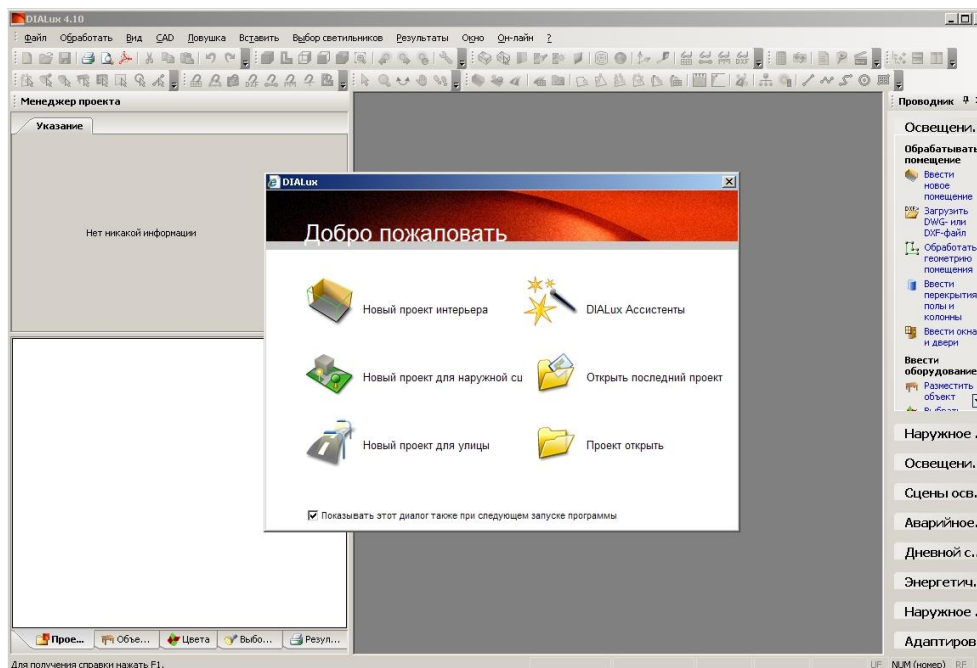 DIALux 4.10
Файл Обработать Вид CAD Ловушка Вставить Выбор светильников Результаты Окно Он-лайн ?
Менеджер проекта
Указание
Нет никакой информации
DIALux
Добро пожаловать
Новый проект интерьера
DIALux Ассистенты
Новый проект для наружной сц
Открыть последний проект
Новый проект для улицы
Проект открыть
Показывать этот диалог также при следующем запуске программы
Прое...
Объе...
Цвета
Выбо...
Резул...
Для получения справки нажать F1.
Проводник
Освещени.
Обрабатывать
помещение
Ввести
новое
помещение
Загрузить
DWG- или
DXF-файл
Обработать
геометрию
помещения
Ввести
перекрытия
полы и
колонны
Ввести окна
и двери
Ввести
оборудование
Разместить
объект
Наружное .
Освещени.
Сцены осв.
Аварийное.
Дневной с..
Энергетич.
Наружное .
Адаптиров
UF NUM (номер) RF